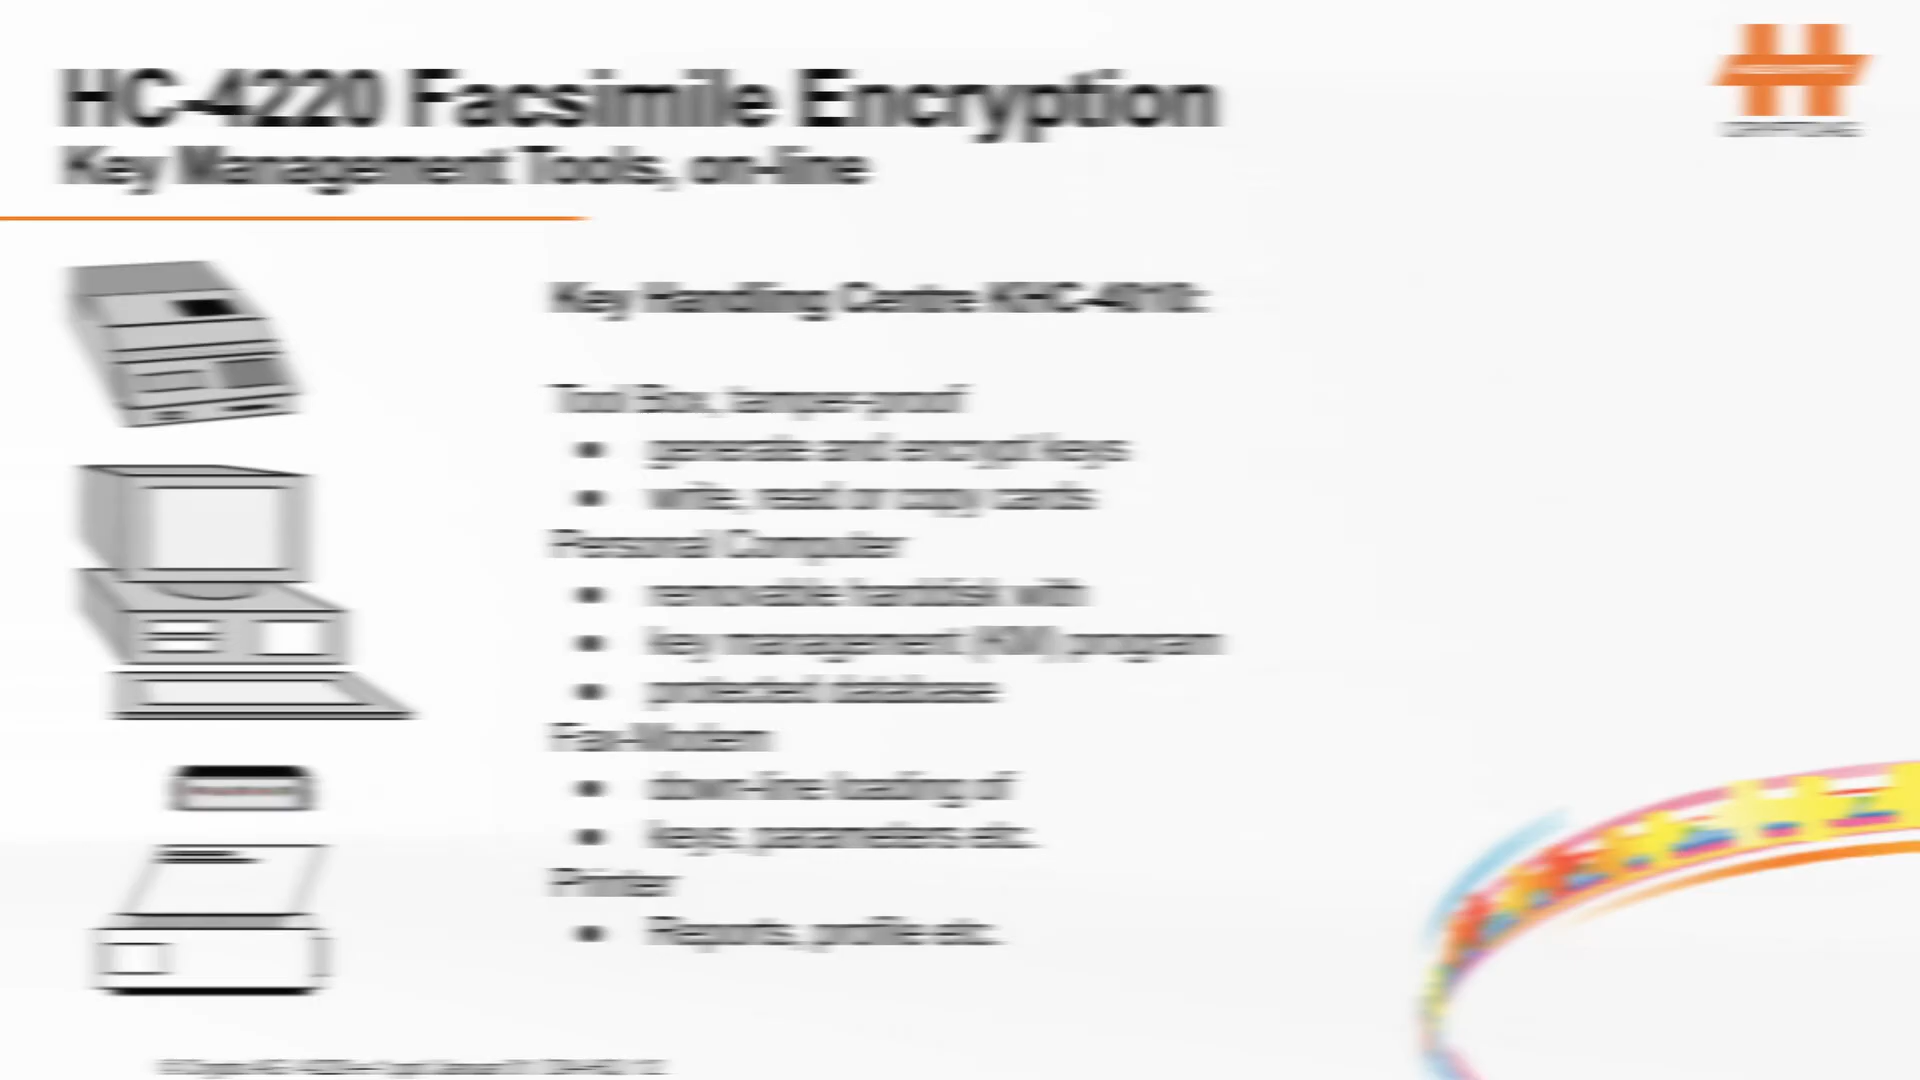 HC-4220 Facsimile Encryption
Key Management Tools, on-line
CRYPTO AG
Key Handling Centre KHC-4010:
Tool Box, tamper-proof
• generate and encrypt keys
• write, read or copy cards
Personal Computer
• removable harddisk with
• key management (KM) program
• protected database
Fax-Modem
• down-line loading of
• keys, parameters etc.
Printer
• Reports, profile etc.